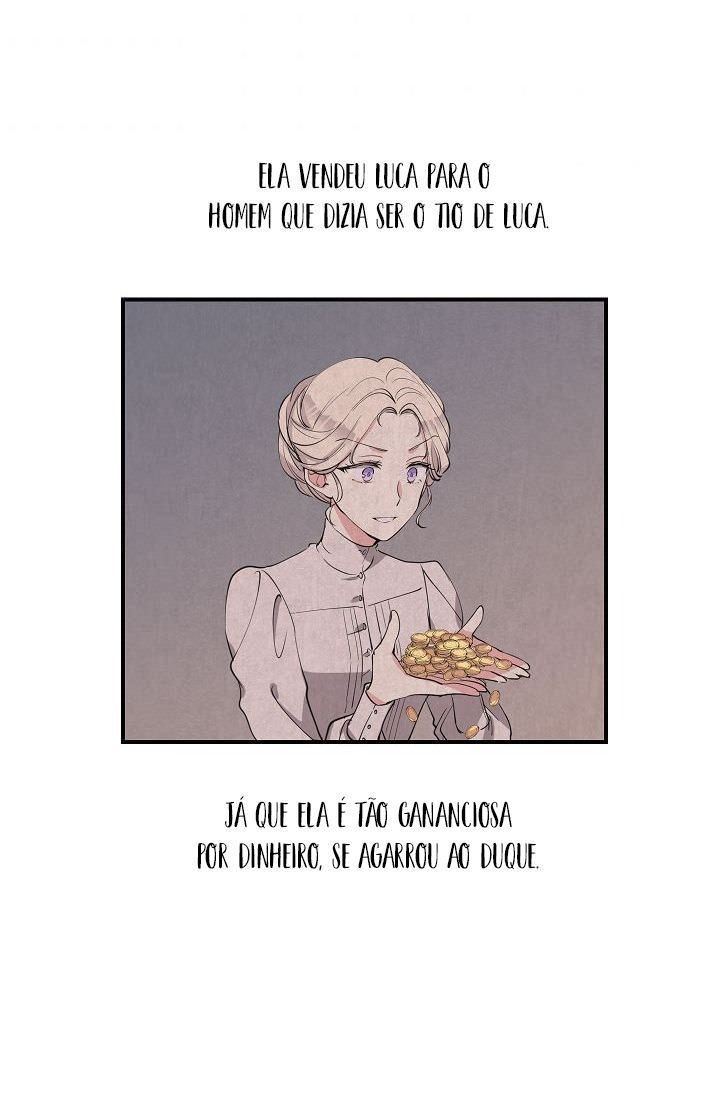 ELA VENDEU LUCA PARA O
HOMEM QUE DIZIA SER O TIO DE LUCA.
JÁ QUE ELA É TÃO GANANCIOSA
POR DINHEIRO, SE AGARROU AO DUQUE.